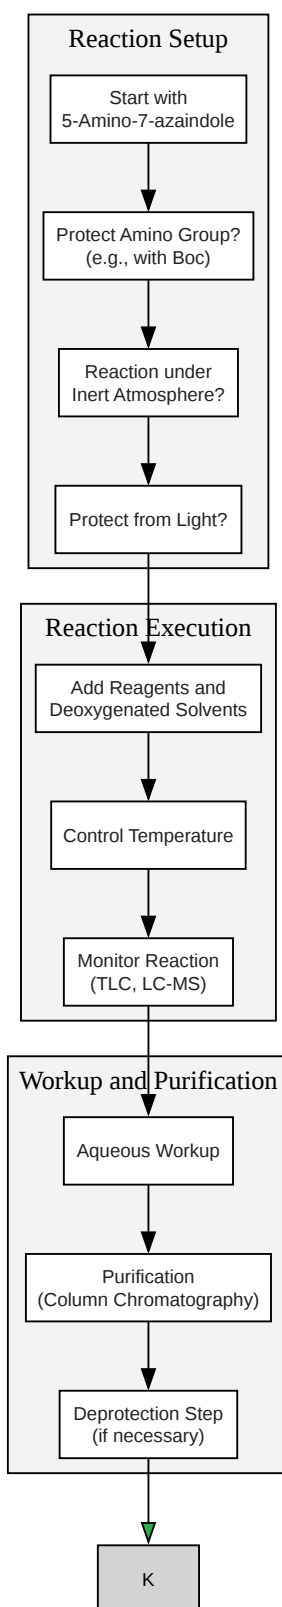 Reaction Setup
Start with
5-Amino-7-azaindole
Protect Amino Group?
(e.g., with Boc)
Reaction under
Inert Atmosphere?
Protect from Light?
Reaction Execution
Add Reagents and
Deoxygenated Solvents
Control Temperature
Monitor Reaction
(TLC, LC-MS)
Workup and Purification
Aqueous Workup
Purification
(Column Chromatography)
Deprotection Step
(if necessary)
K